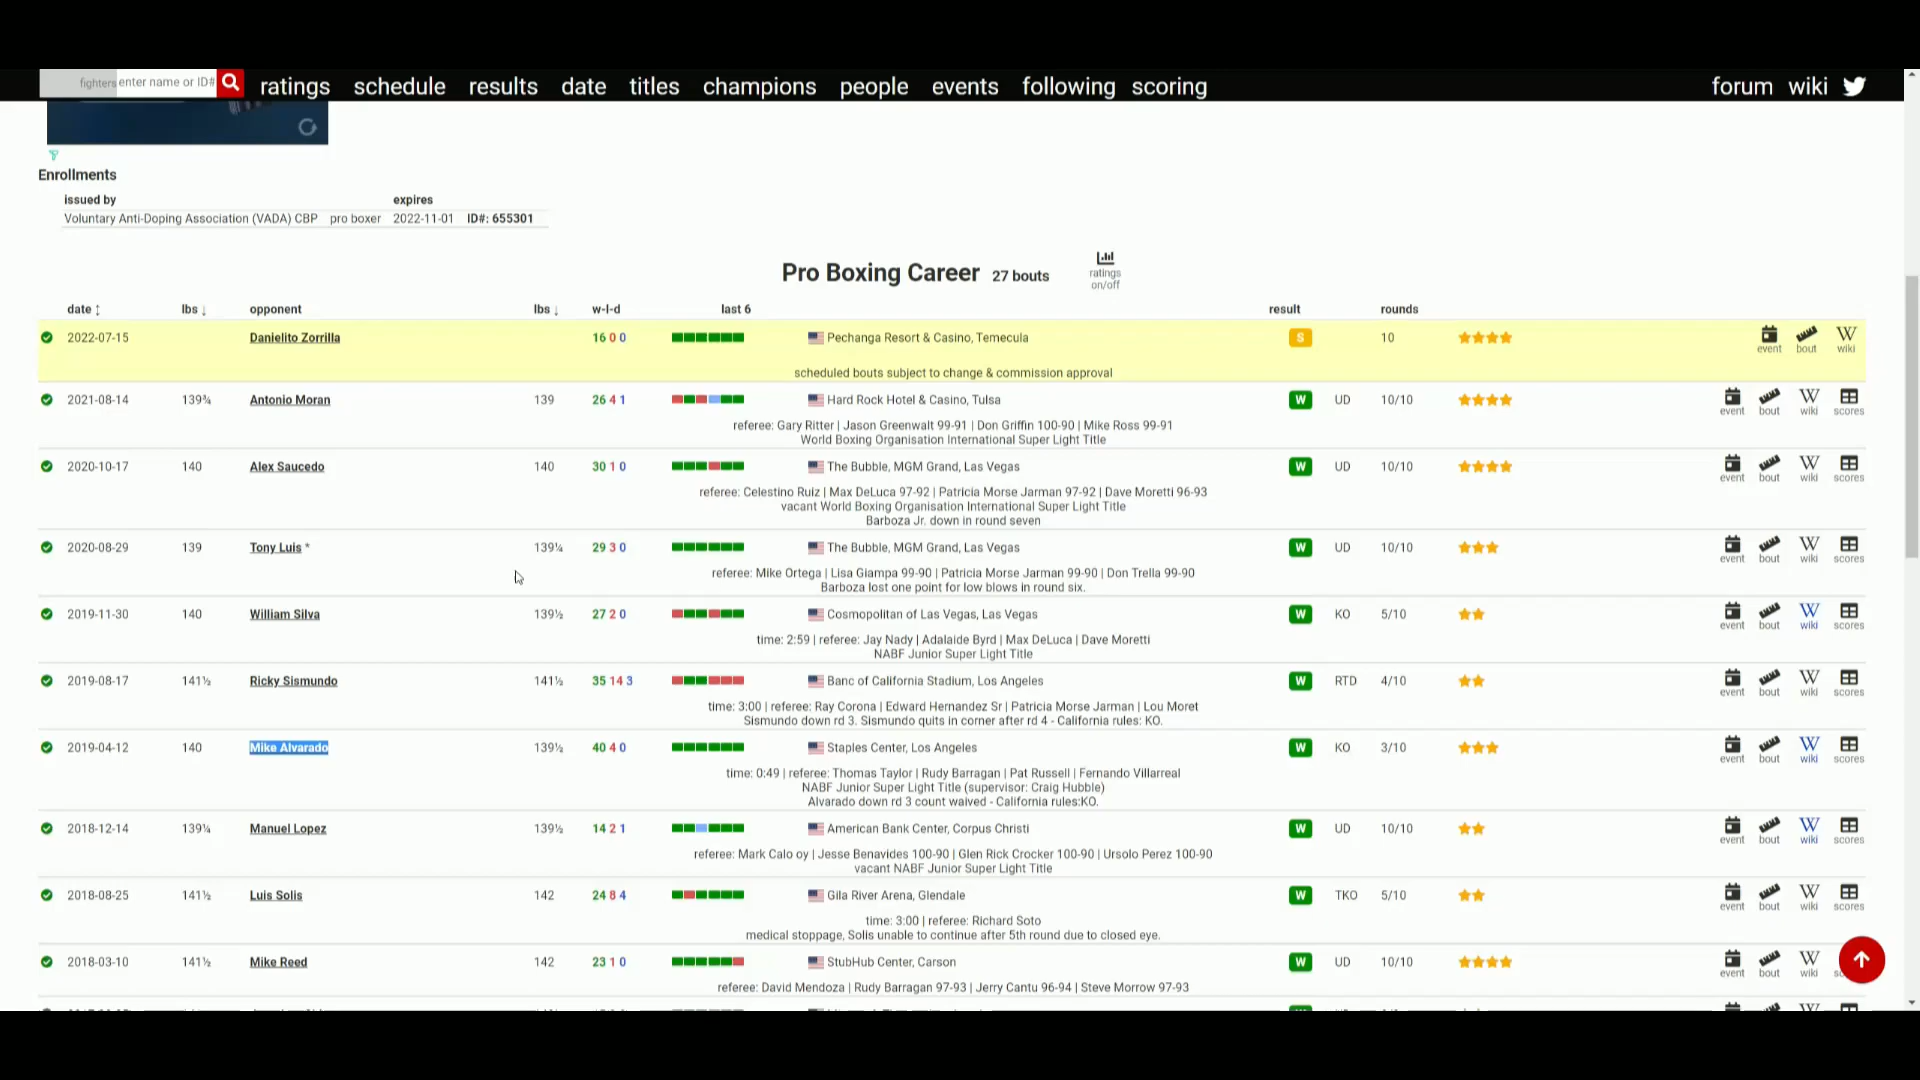 fighters enter name or ID# ratings schedule results date titles champions people events following scoring forum wiki
Enrollments
issued by expires
Voluntary Anti-Doping Association (VADA) CBP pro boxer 2022-11-01 ID#: 655301
Pro Boxing Career 27 bouts
ratings
on/off
date lbs opponent lbs w-l-d last 6 result rounds
2022-07-15 Danielito Zorrilla 16 0 0 Pechanga Resort & Casino, Temecula S 10
event bout wiki
scheduled bouts subject to change & commission approval
2021-08-14 139¾ Antonio Moran 139 26 4 1 Hard Rock Hotel & Casino, Tulsa W UD 10/10
event bout wiki scores
referee: Gary Ritter | Jason Greenwalt 99-91 | Don Griffin 100-90 | Mike Ross 99-91
World Boxing Organisation International Super Light Title
2020-10-17 140 Alex Saucedo 140 30 1 0 The Bubble, MGM Grand, Las Vegas W UD 10/10
event bout wiki scores
referee: Celestino Ruiz | Max DeLuca 97-92 | Patricia Morse Jarman 97-92 | Dave Moretti 96-93
vacant World Boxing Organisation International Super Light Title
Barboza Jr. down in round seven
2020-08-29 139 Tony Luis * 139¼ 29 3 0 The Bubble, MGM Grand, Las Vegas W UD 10/10
event bout wiki scores
referee: Mike Ortega | Lisa Giampa 99-90 | Patricia Morse Jarman 99-90 | Don Trella 99-90
Barboza lost one point for low blows in round six.
2019-11-30 140 William Silva 139½ 27 2 0 Cosmopolitan of Las Vegas, Las Vegas W KO 5/10
event bout wiki scores
time: 2:59 | referee: Jay Nady | Adalaide Byrd | Max DeLuca | Dave Moretti
NABF Junior Super Light Title
2019-08-17 141½ Ricky Sismundo 141½ 35 14 3 Banc of California Stadium, Los Angeles W RTD 4/10
event bout wiki scores
time: 3:00 | referee: Ray Corona | Edward Hernandez Sr | Patricia Morse Jarman | Lou Moret
Sismundo down rd 3. Sismundo quits in corner after rd 4 - California rules: KO.
2019-04-12 140 Mike Alvarado 139½ 40 4 0 Staples Center, Los Angeles W KO 3/10
event bout wiki scores
time: 0:49 | referee: Thomas Taylor | Rudy Barragan | Pat Russell | Fernando Villarreal
NABF Junior Super Light Title (supervisor: Craig Hubble)
Alvarado down rd 3 count waived - California rules:KO.
2018-12-14 139¼ Manuel Lopez 139½ 14 2 1 American Bank Center, Corpus Christi W UD 10/10
event bout wiki scores
referee: Mark Calo oy | Jesse Benavides 100-90 | Glen Rick Crocker 100-90 | Ursolo Perez 100-90
vacant NABF Junior Super Light Title
2018-08-25 141½ Luis Solis 142 24 8 4 Gila River Arena, Glendale W TKO 5/10
event bout wiki scores
time: 3:00 | referee: Richard Soto
medical stoppage, Solis unable to continue after 5th round due to closed eye.
2018-03-10 141½ Mike Reed 142 23 1 0 StubHub Center, Carson W UD 10/10
event bout wiki
referee: David Mendoza | Rudy Barragan 97-93 | Jerry Cantu 96-94 | Steve Morrow 97-93